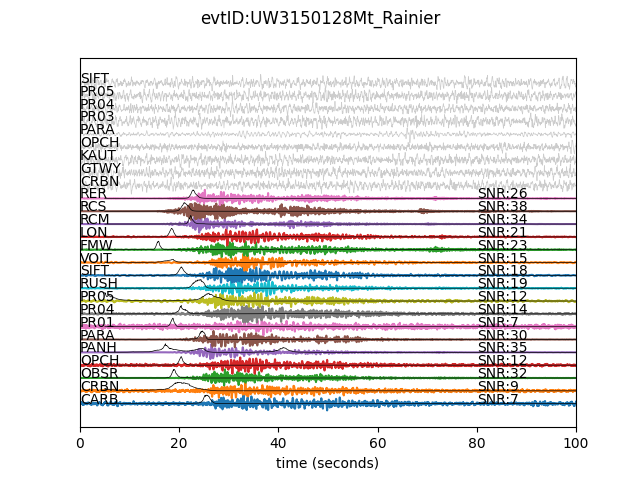 evtID:UW3150128Mt_Rainier
SIFT
PR05
PR04
PR03
PARA
OPCH
KAUT
GTWY
CRBN
RER SNR:26
RCS SNR:38
RCM SNR:34
LON SNR:21
FMW SNR:23
VOIT SNR:15
SIFT SNR:18
RUSH SNR:19
PR05 SNR:12
PR04 SNR:14
PR01 SNR:7
PARA SNR:30
PANH SNR:35
OPCH SNR:12
OBSR SNR:32
CRBN SNR:9
CARB SNR:7
0 20 40 60 80 100
time (seconds)